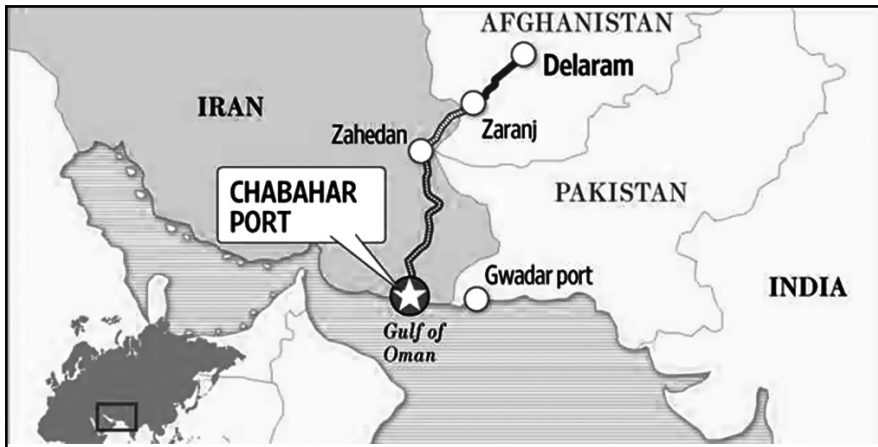 AFGHANISTAN
Delaram
IRAN
Zahedan
Zaranj
CHABAHAR
PORT
PAKISTAN
Gwadar port
INDIA
Gulf of
Oman